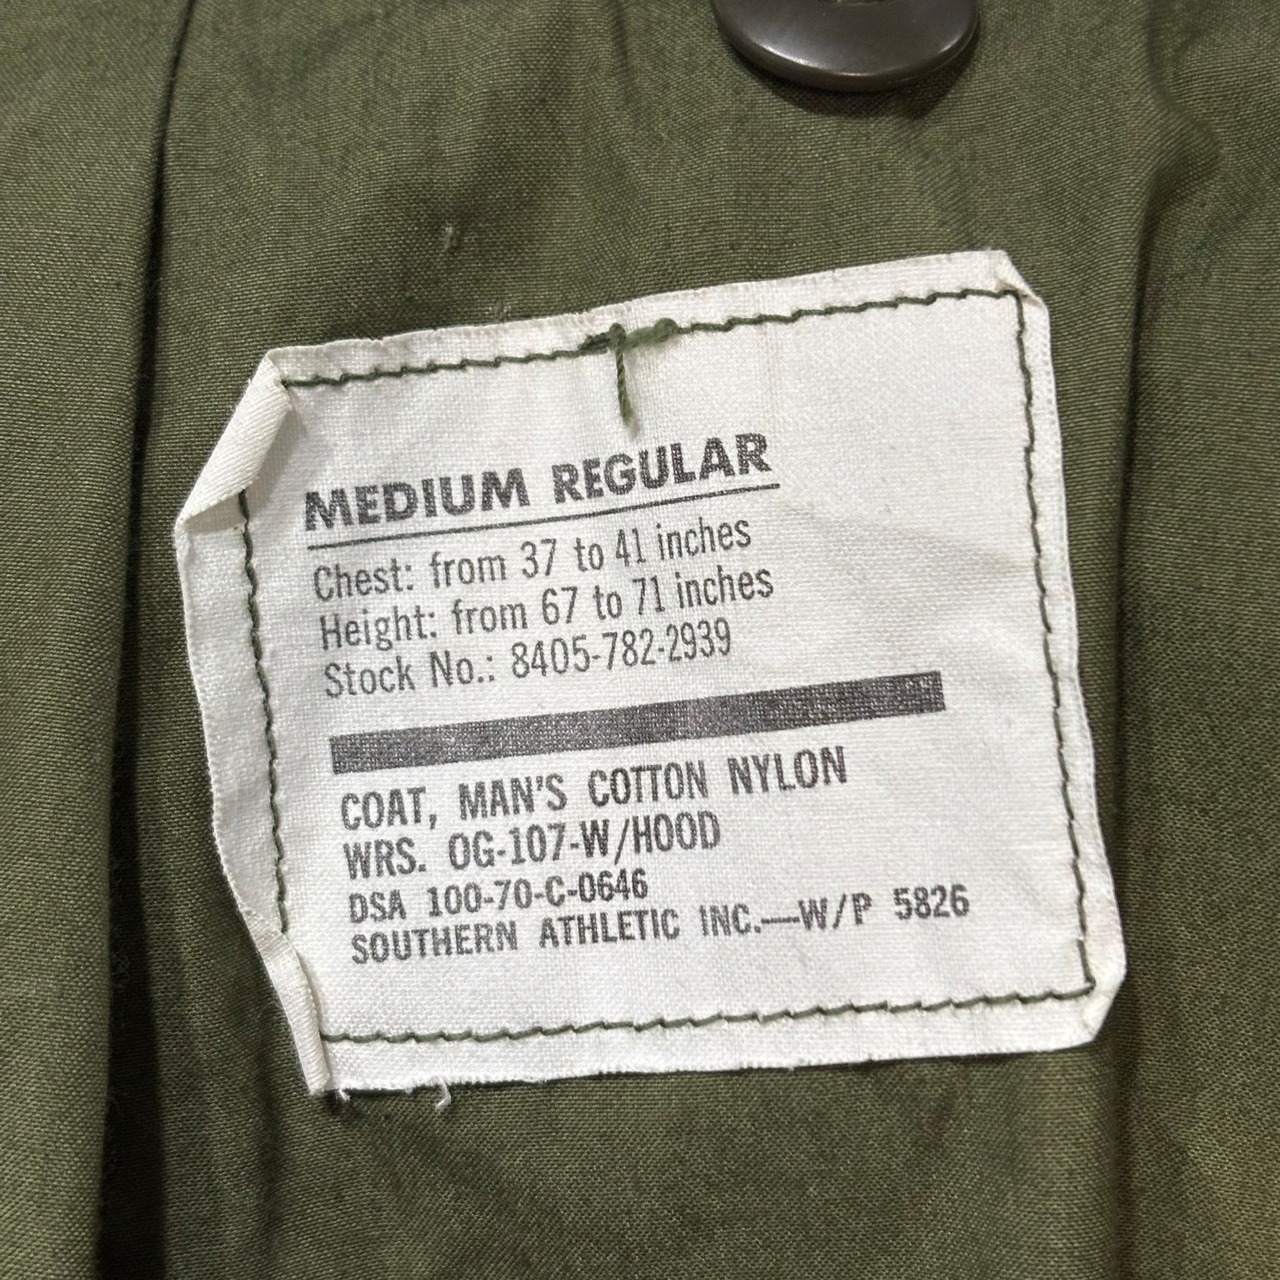 MEDIUM REGULAR
Chest: from 37 to 41 inches
Height: from 67 to 71 inches
Stock No.: 8405-782-2939
COAT, MAN'S COTTON NYLON
WRS. OG-107-W/HOOD
DSA 100-70-C-0646
SOUTHERN ATHLETIC INC.—W/P 5826